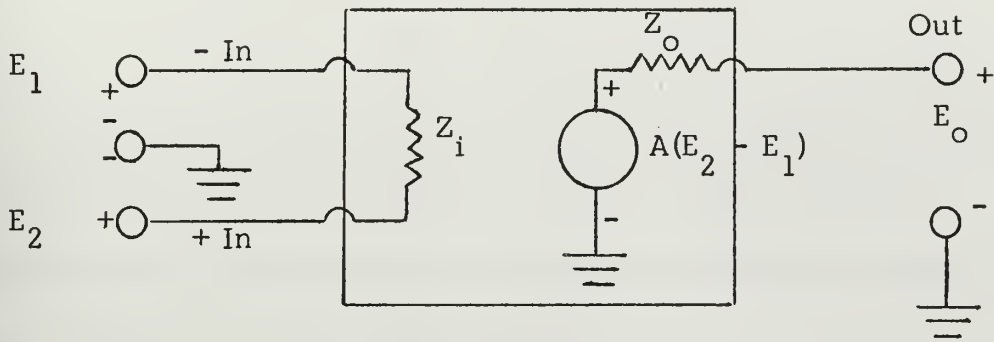 Z_o
Out
E_1
- In
+
+
+
-
Z_i
E_o
A(E_2 - E_1)
-
E_2
+
+ In
-
-